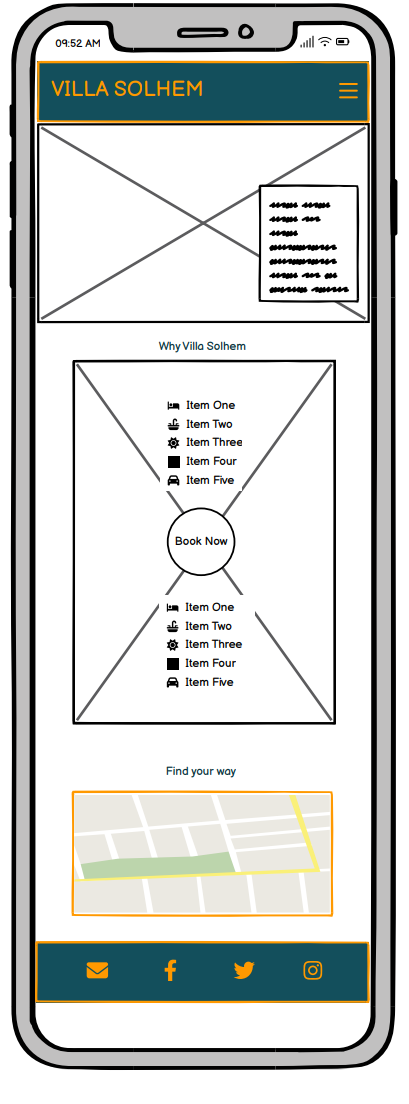 09:52 AM
VILLA SOLHEM
Why Villa Solhem
Item One
Item Two
Item Three
Item Four
Item Five
Book Now
Item One
Item Two
Item Three
Item Four
Item Five
Find your way